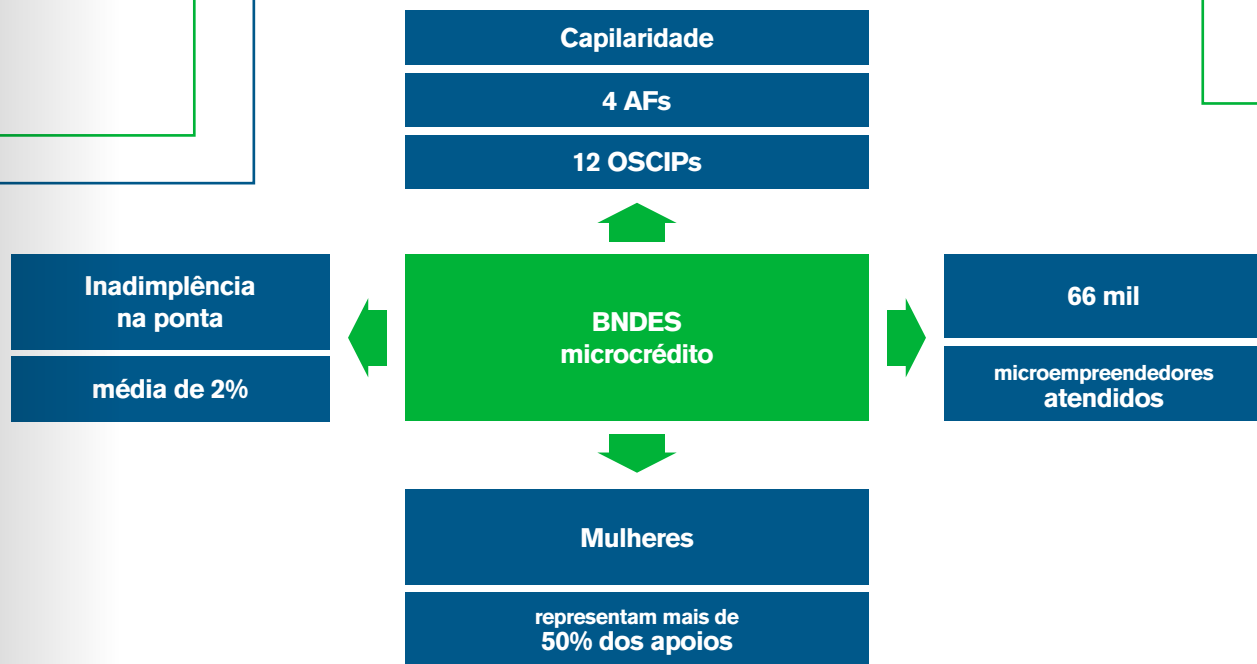 Capilaridade
4 AFs
12 OSCIPs
Inadimplência
na ponta
média de 2%
BNDES
microcrédito
66 mil
microempreendedores
atendidos
Mulheres
representam mais de
50% dos apoios